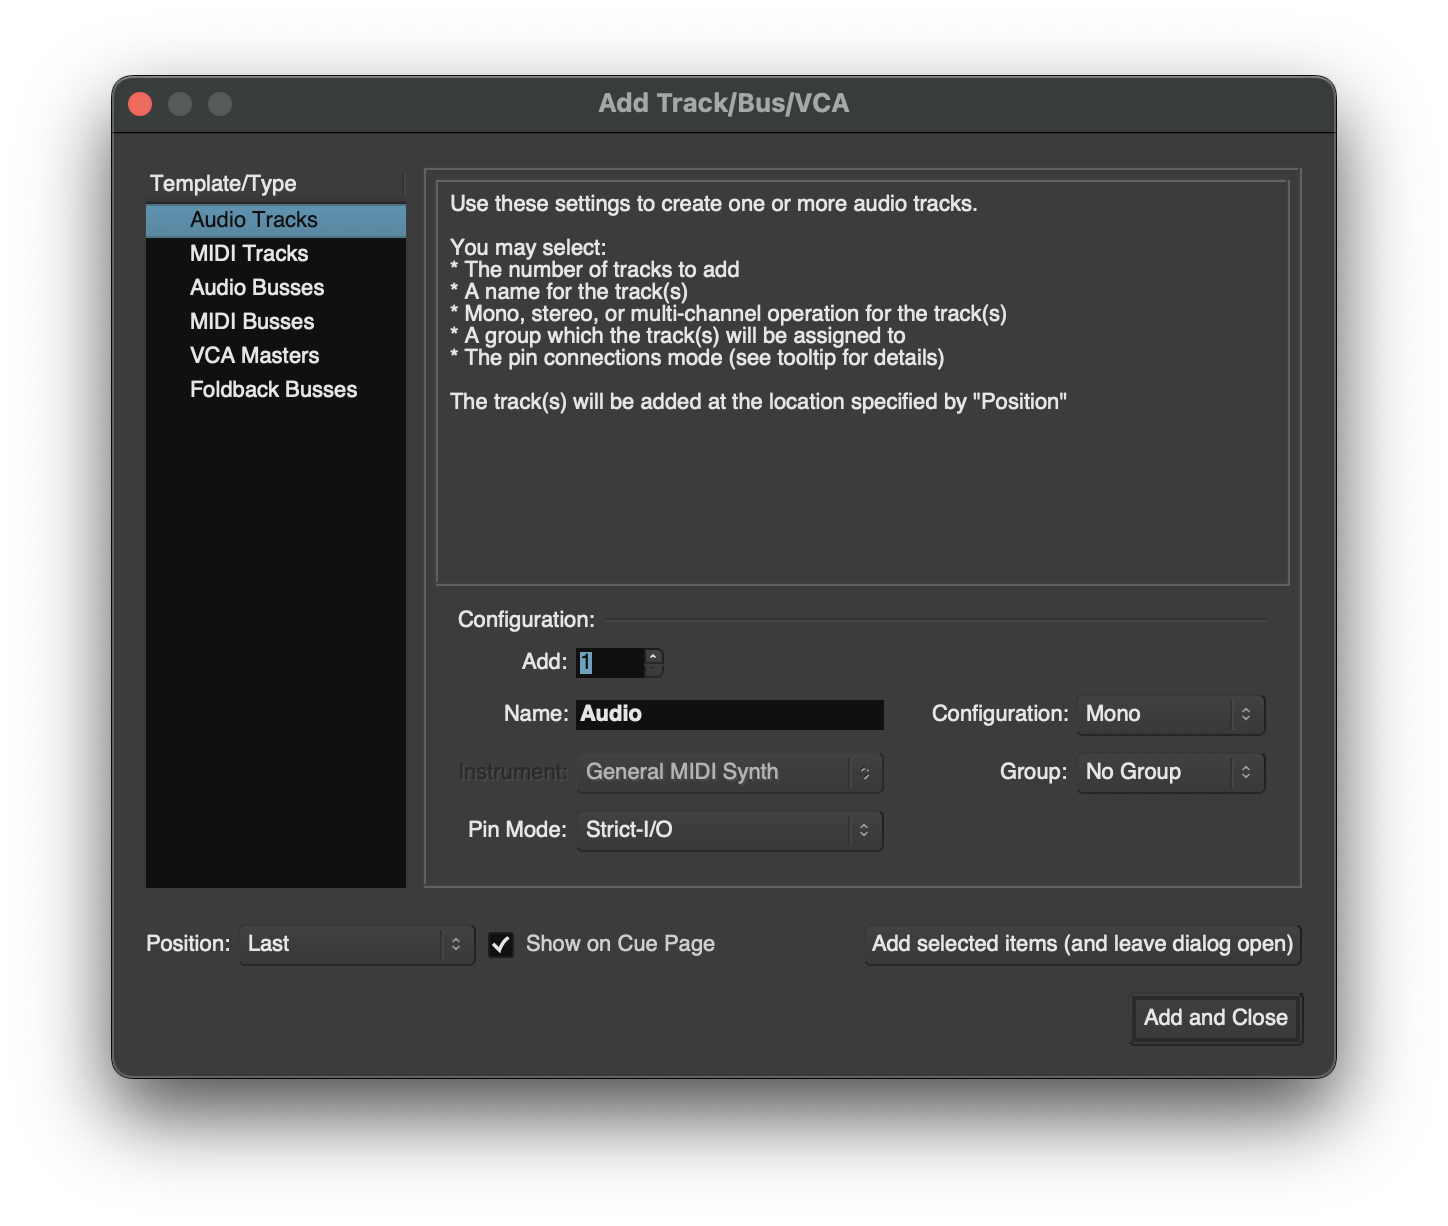 Add Track/Bus/VCA
Template/Type
Audio Tracks
MIDI Tracks
Audio Busses
MIDI Busses
VCA Masters
Foldback Busses
Use these settings to create one or more audio tracks.
You may select:
* The number of tracks to add
* A name for the track(s)
* Mono, stereo, or multi-channel operation for the track(s)
* A group which the track(s) will be assigned to
* The pin connections mode (see tooltip for details)
The track(s) will be added at the location specified by "Position"
Configuration:
Add: 1
Name: Audio Configuration: Mono
Instrument: General MIDI Synth Group: No Group
Pin Mode: Strict-I/O
Position: Last Show on Cue Page Add selected items (and leave dialog open)
Add and Close